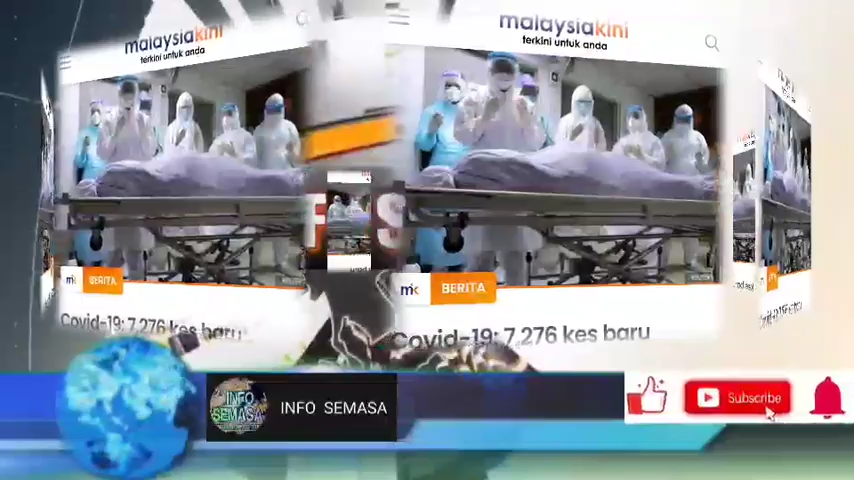 malaysiakini
terkini untuk anda
malaysiakini
terkini untuk anda
F
S
mk BERITA
mk BERITA
Covid-19: 7,276 kes baru
Covid-19: 7,276 kes baru
INFO
SEMASA
INFO SEMASA
Subscribe